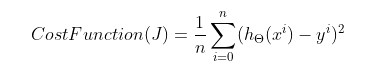 CostFunction(J) = \frac{1}{n} \sum_{i=0}^{n} (h_{\Theta}(x^i) - y^i)^2